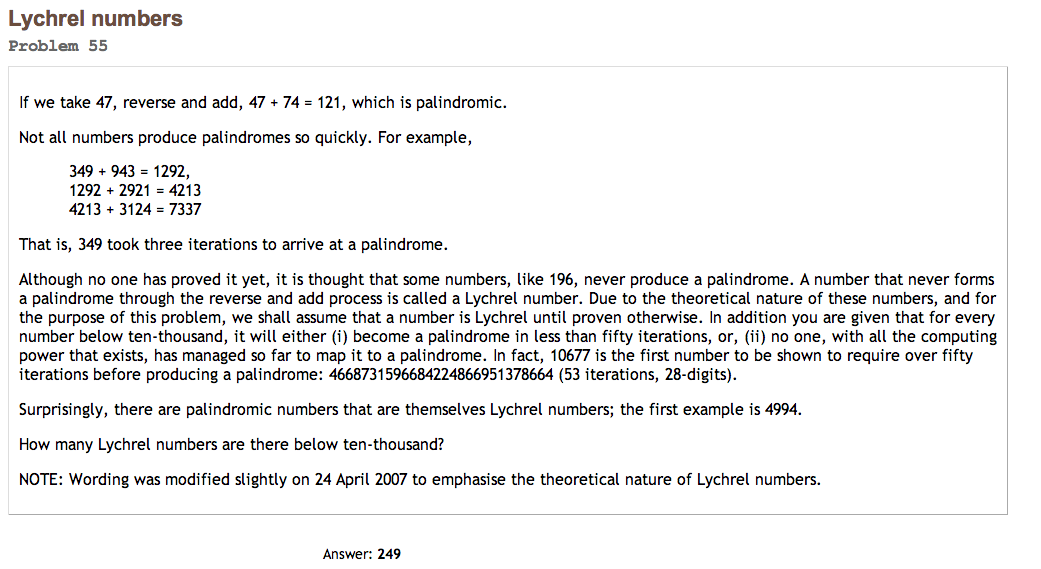 Lychrel numbers
Problem 55
If we take 47, reverse and add, 47 + 74 = 121, which is palindromic.
Not all numbers produce palindromes so quickly. For example,
349 + 943 = 1292,
1292 + 2921 = 4213
4213 + 3124 = 7337
That is, 349 took three iterations to arrive at a palindrome.
Although no one has proved it yet, it is thought that some numbers, like 196, never produce a palindrome. A number that never forms
a palindrome through the reverse and add process is called a Lychrel number. Due to the theoretical nature of these numbers, and for
the purpose of this problem, we shall assume that a number is Lychrel until proven otherwise. In addition you are given that for every
number below ten-thousand, it will either (i) become a palindrome in less than fifty iterations, or, (ii) no one, with all the computing
power that exists, has managed so far to map it to a palindrome. In fact, 10677 is the first number to be shown to require over fifty
iterations before producing a palindrome: 4668731596684224866951378664 (53 iterations, 28-digits).
Surprisingly, there are palindromic numbers that are themselves Lychrel numbers; the first example is 4994.
How many Lychrel numbers are there below ten-thousand?
NOTE: Wording was modified slightly on 24 April 2007 to emphasise the theoretical nature of Lychrel numbers.
Answer: 249